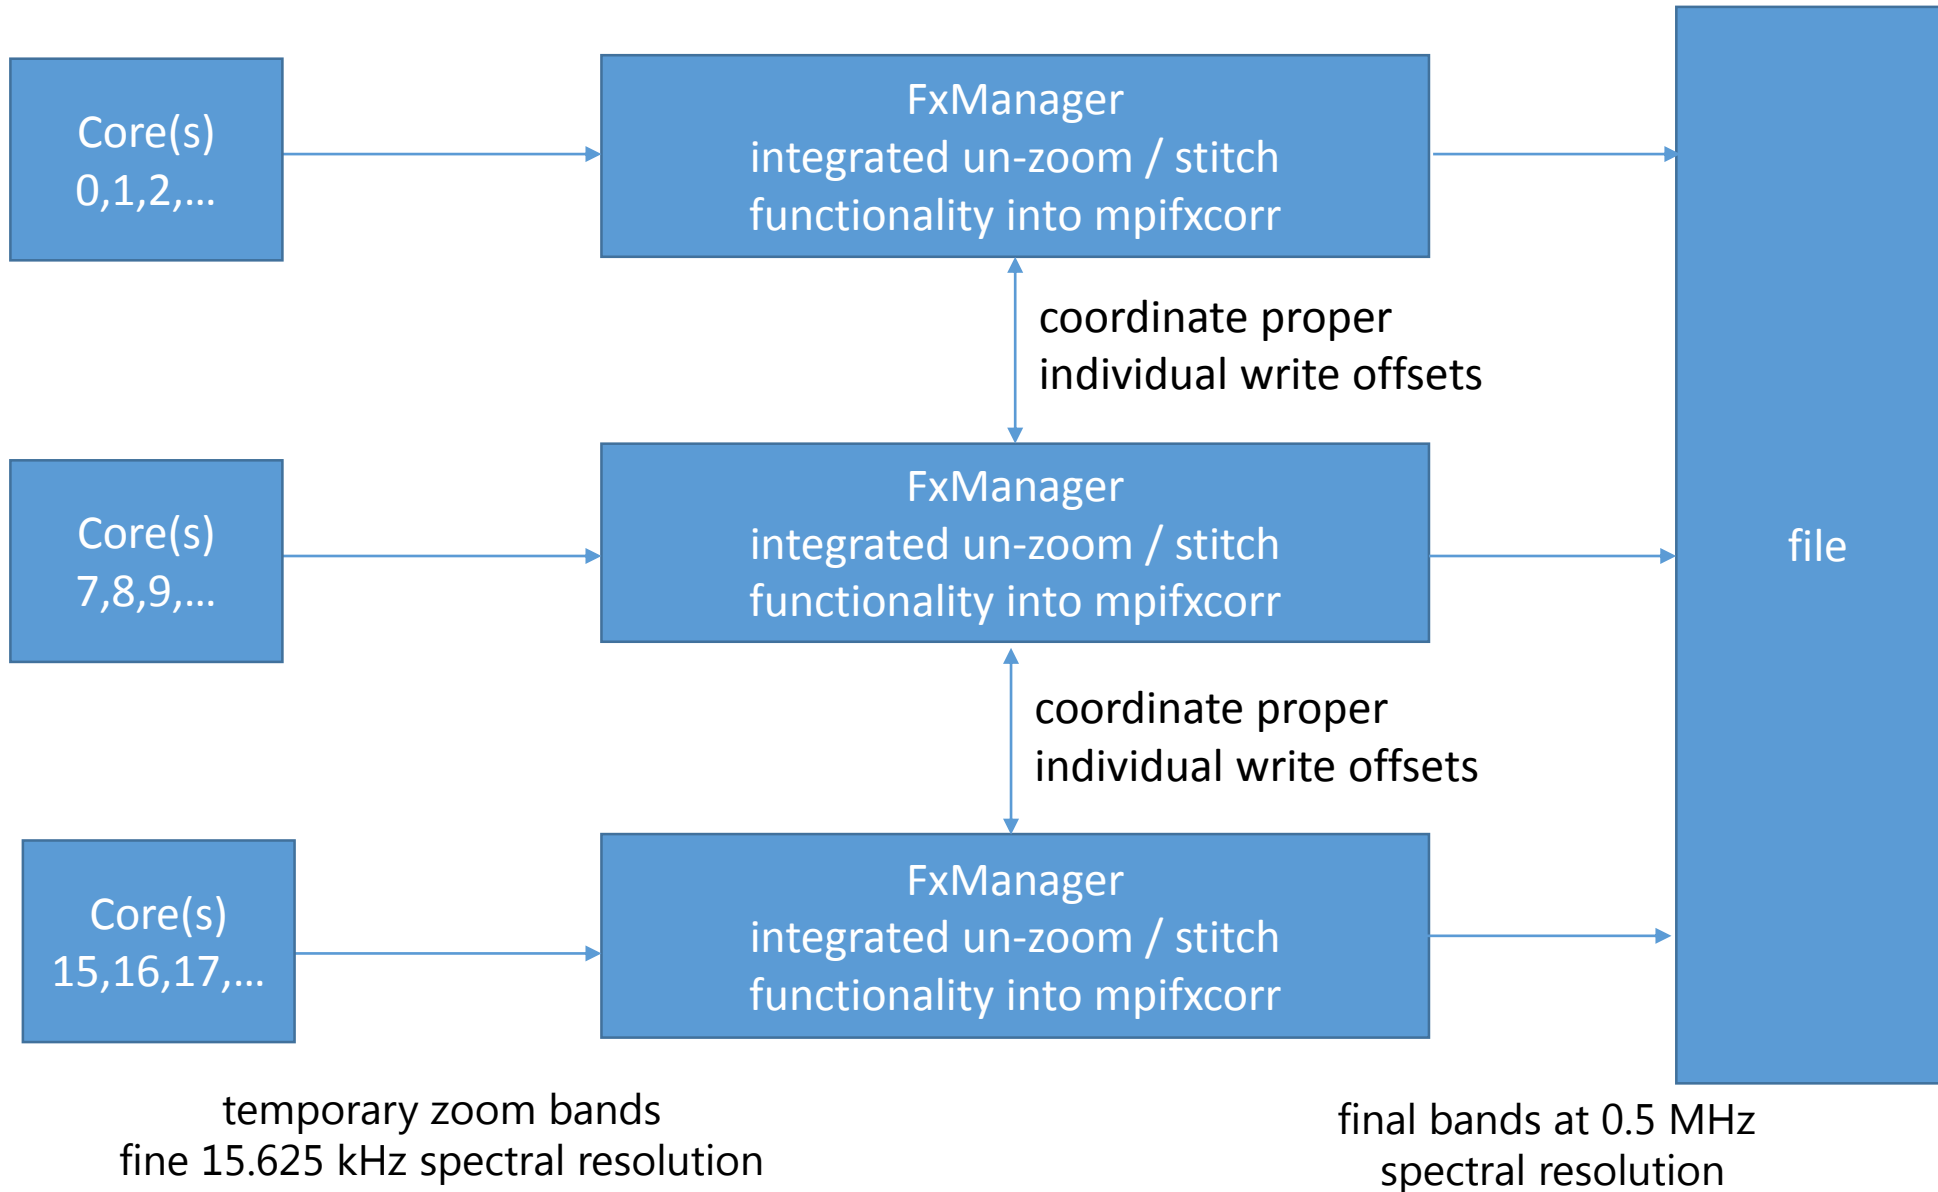 Core(s)
0,1,2,...
FxManager
integrated un-zoom / stitch
functionality into mpifxcorr
coordinate proper
individual write offsets
Core(s)
7,8,9,...
FxManager
integrated un-zoom / stitch
functionality into mpifxcorr
file
coordinate proper
individual write offsets
Core(s)
15,16,17,...
FxManager
integrated un-zoom / stitch
functionality into mpifxcorr
temporary zoom bands
fine 15.625 kHz spectral resolution
final bands at 0.5 MHz
spectral resolution